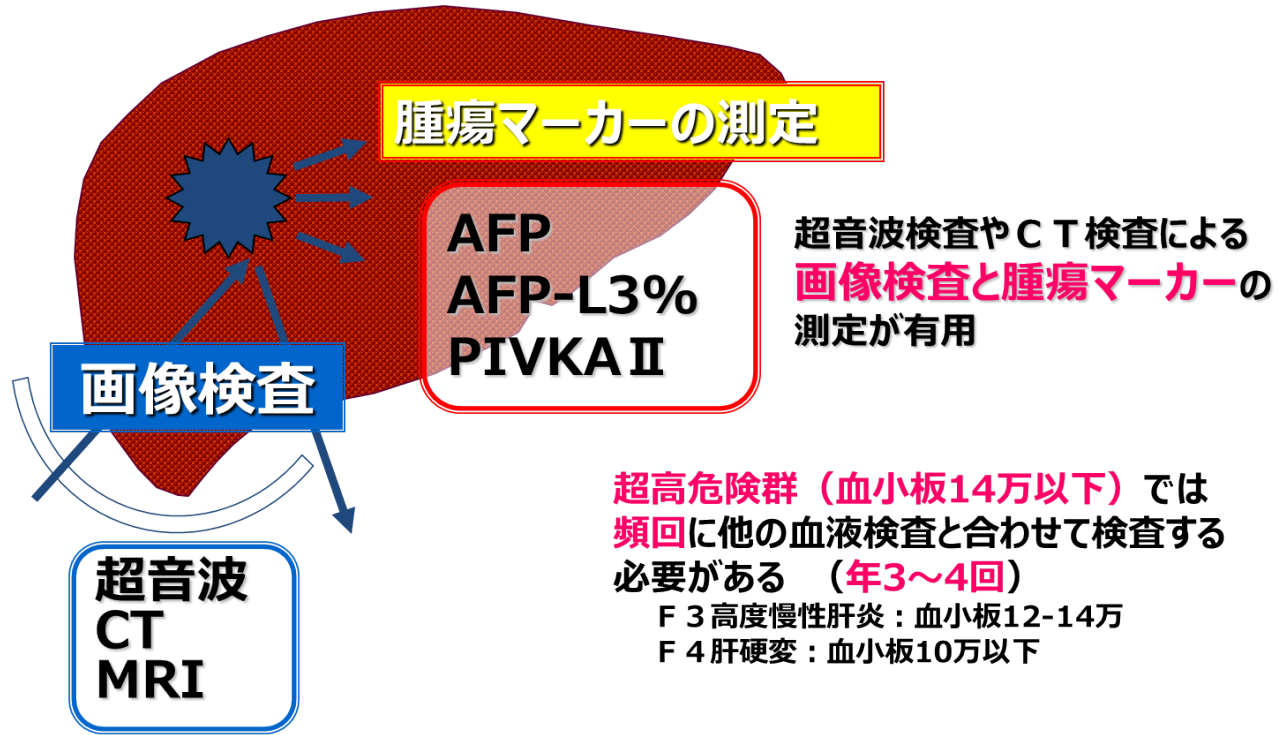 腫瘍マーカーの測定
AFP
AFP-L3%
PIVKAⅡ
超音波検査やＣＴ検査による
画像検査と腫瘍マーカーの
測定が有用
画像検査
超音波
CT
MRI
超高危険群（血小板14万以下）では
頻回に他の血液検査と合わせて検査する
必要がある　（年3～4回）
Ｆ３高度慢性肝炎：血小板12-14万
Ｆ４肝硬変：血小板10万以下